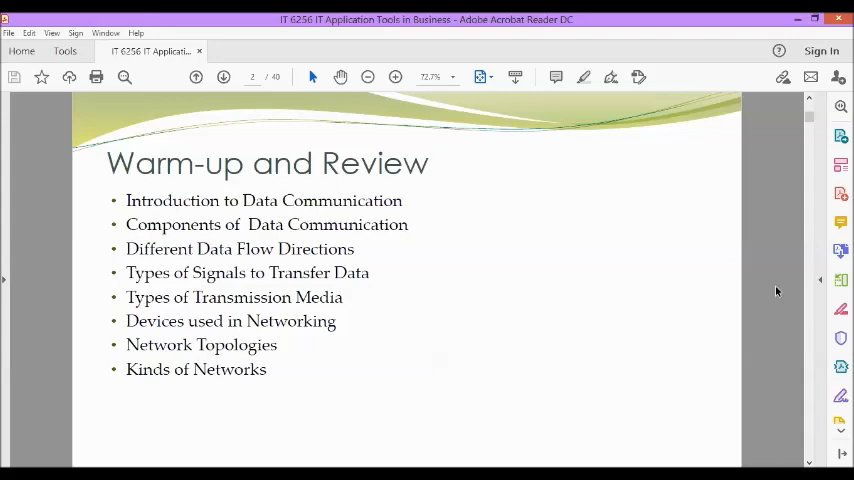 IT 6256 IT Application Tools in Business - Adobe Acrobat Reader DC
File Edit View Sign Window Help
Home Tools IT 6256 IT Applicati... × Sign In
2 / 40 72.7%
Warm-up and Review
• Introduction to Data Communication
• Components of Data Communication
• Different Data Flow Directions
• Types of Signals to Transfer Data
• Types of Transmission Media
• Devices used in Networking
• Network Topologies
• Kinds of Networks